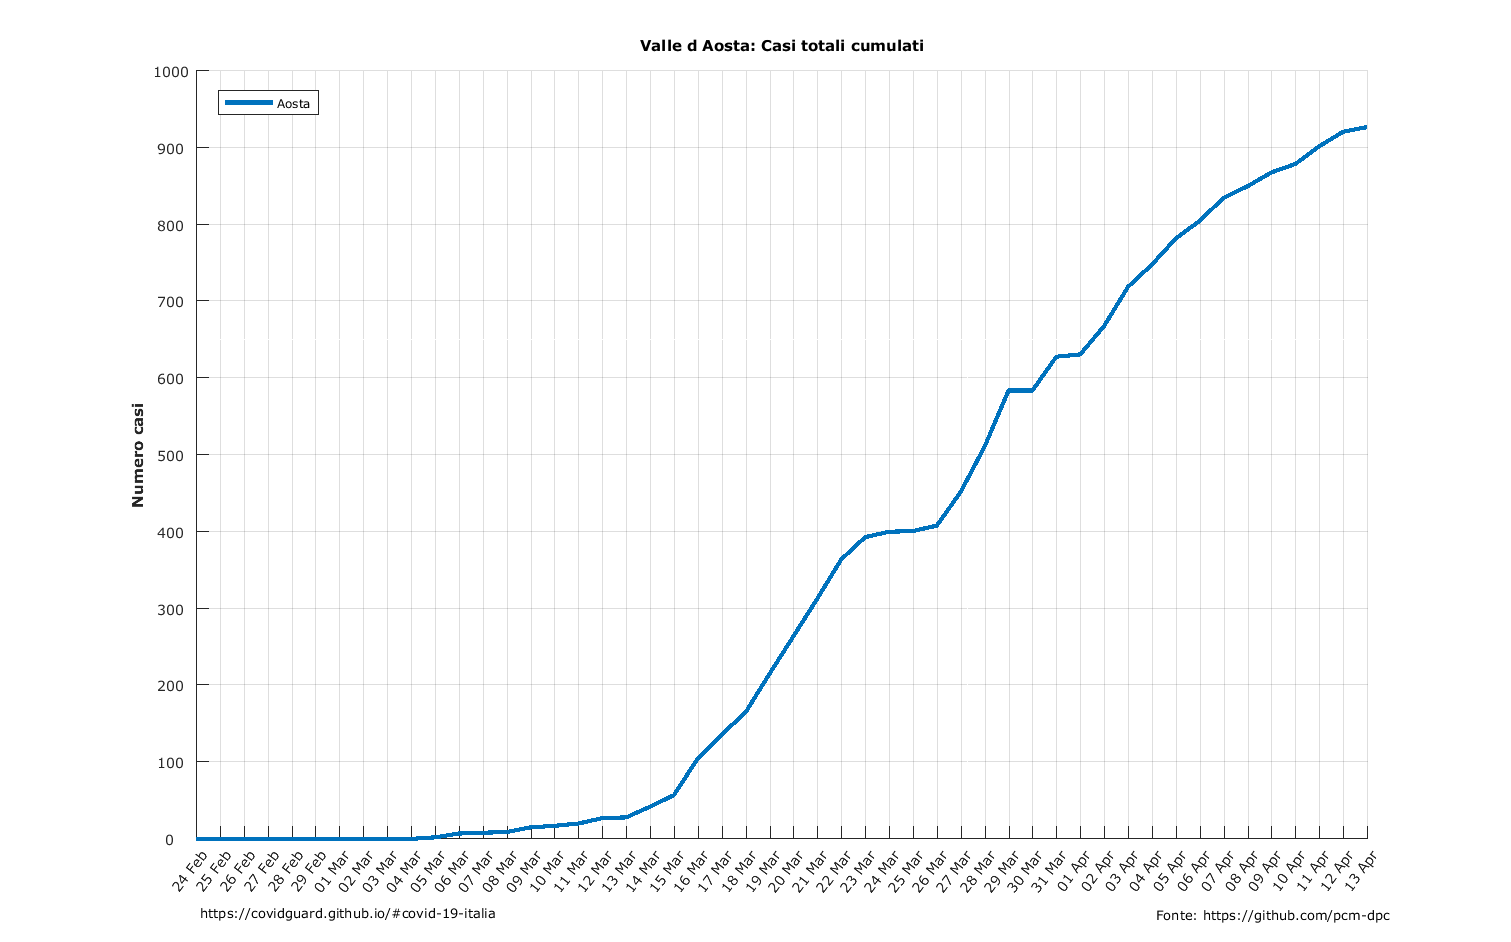 Valle d Aosta: Casi totali cumulati
Aosta
Numero casi
1000
900
800
700
600
500
400
300
200
100
0
24 Feb
25 Feb
26 Feb
27 Feb
28 Feb
29 Feb
01 Mar
02 Mar
03 Mar
04 Mar
05 Mar
06 Mar
07 Mar
08 Mar
09 Mar
10 Mar
11 Mar
12 Mar
13 Mar
14 Mar
15 Mar
16 Mar
17 Mar
18 Mar
19 Mar
20 Mar
21 Mar
22 Mar
23 Mar
24 Mar
25 Mar
26 Mar
27 Mar
28 Mar
29 Mar
30 Mar
31 Mar
01 Apr
02 Apr
03 Apr
04 Apr
05 Apr
06 Apr
07 Apr
08 Apr
09 Apr
10 Apr
11 Apr
12 Apr
13 Apr
https://covidguard.github.io/#covid-19-italia
Fonte: https://github.com/pcm-dpc